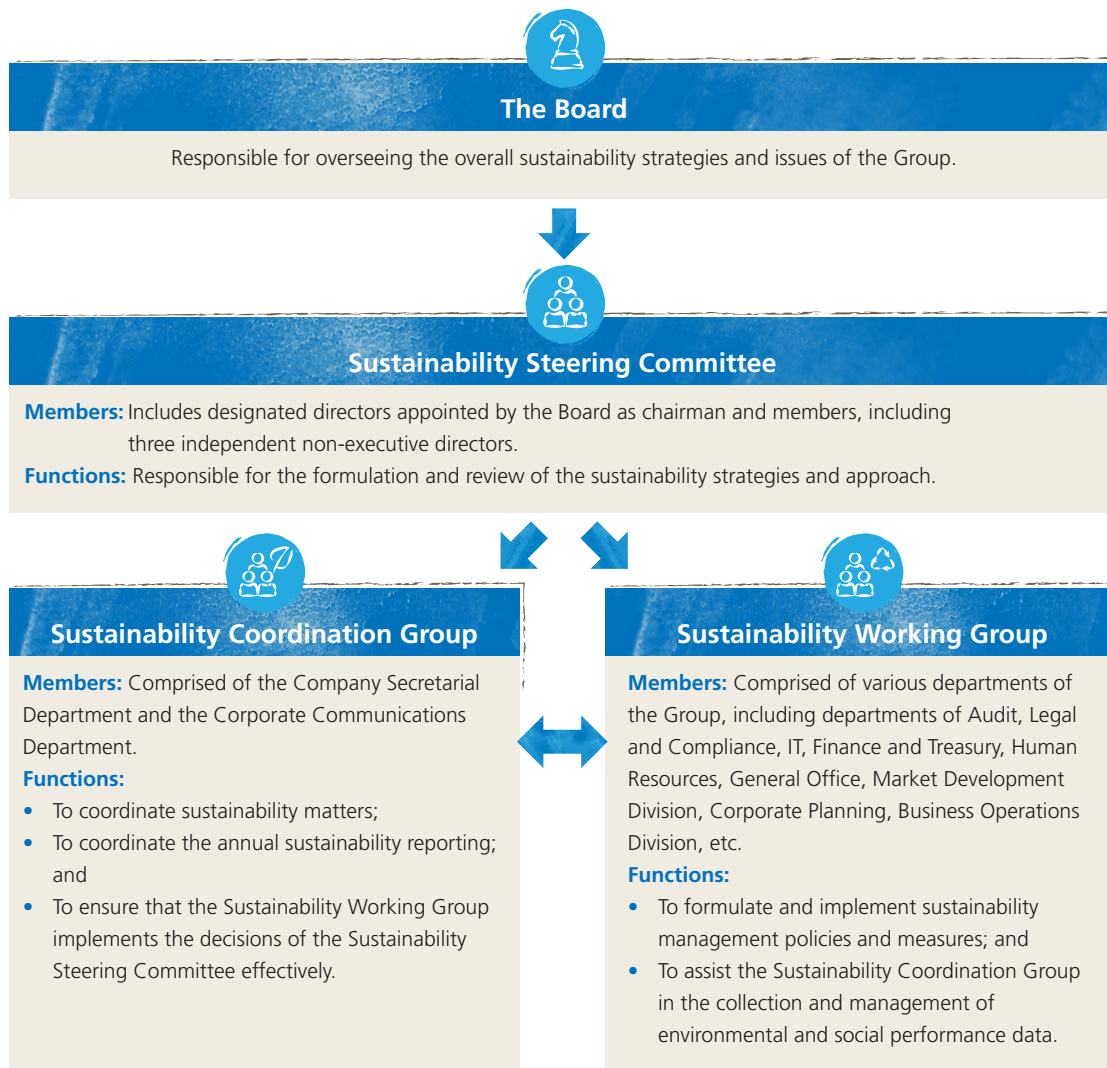 The Board
Responsible for overseeing the overall sustainability strategies and issues of the Group.
Sustainability Steering Committee
Members: Includes designated directors appointed by the Board as chairman and members, including
three independent non-executive directors.
Functions: Responsible for the formulation and review of the sustainability strategies and approach.
Sustainability Coordination Group
Members: Comprised of the Company Secretarial
Department and the Corporate Communications
Department.
Functions:
• To coordinate sustainability matters;
• To coordinate the annual sustainability reporting;
and
• To ensure that the Sustainability Working Group
implements the decisions of the Sustainability
Steering Committee effectively.
Sustainability Working Group
Members: Comprised of various departments of
the Group, including departments of Audit, Legal
and Compliance, IT, Finance and Treasury, Human
Resources, General Office, Market Development
Division, Corporate Planning, Business Operations
Division, etc.
Functions:
• To formulate and implement sustainability
management policies and measures; and
• To assist the Sustainability Coordination Group
in the collection and management of
environmental and social performance data.